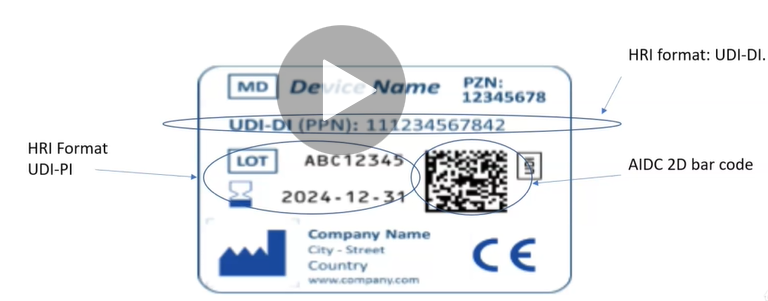 HRI format: UDI-DI.
MD Device Name PZN:
12345678
UDI-DI (PPN): 111234567842
HRI Format
UDI-PI
LOT ABC12345
UDI
AIDC 2D bar code
2024-12-31
Company Name
City - Street
Country
www.company.com
CE